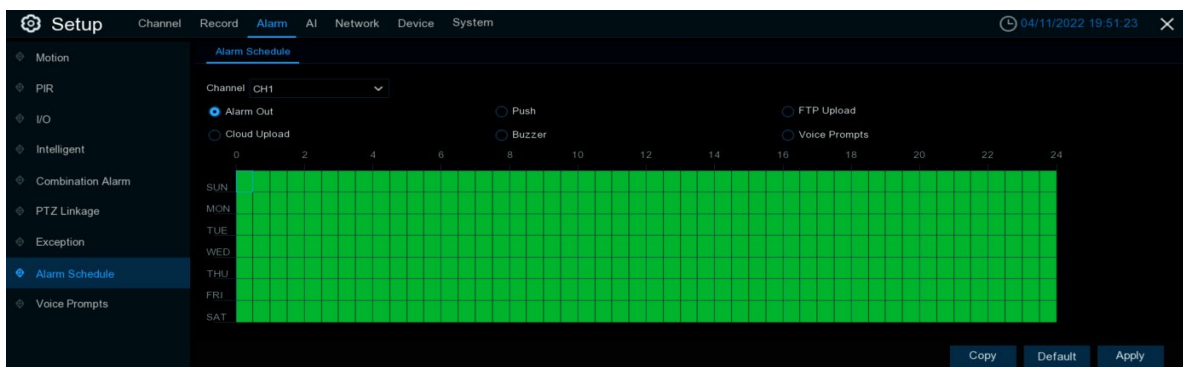 Setup Channel Record Alarm AI Network Device System 04/11/2022 19:51:23
Motion
PIR
I/O
Intelligent
Combination Alarm
PTZ Linkage
Exception
Alarm Schedule
Voice Prompts
Alarm Schedule
Channel CH1
Alarm Out Push FTP Upload
Cloud Upload Buzzer Voice Prompts
0 2 4 6 8 10 12 14 16 18 20 22 24
SUN
MON
TUE
WED
THU
FRI
SAT
Copy Default Apply